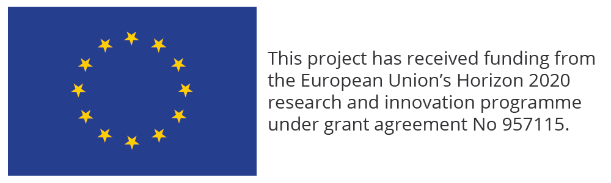 This project has received funding from
the European Union’s Horizon 2020
research and innovation programme
under grant agreement No 957115.